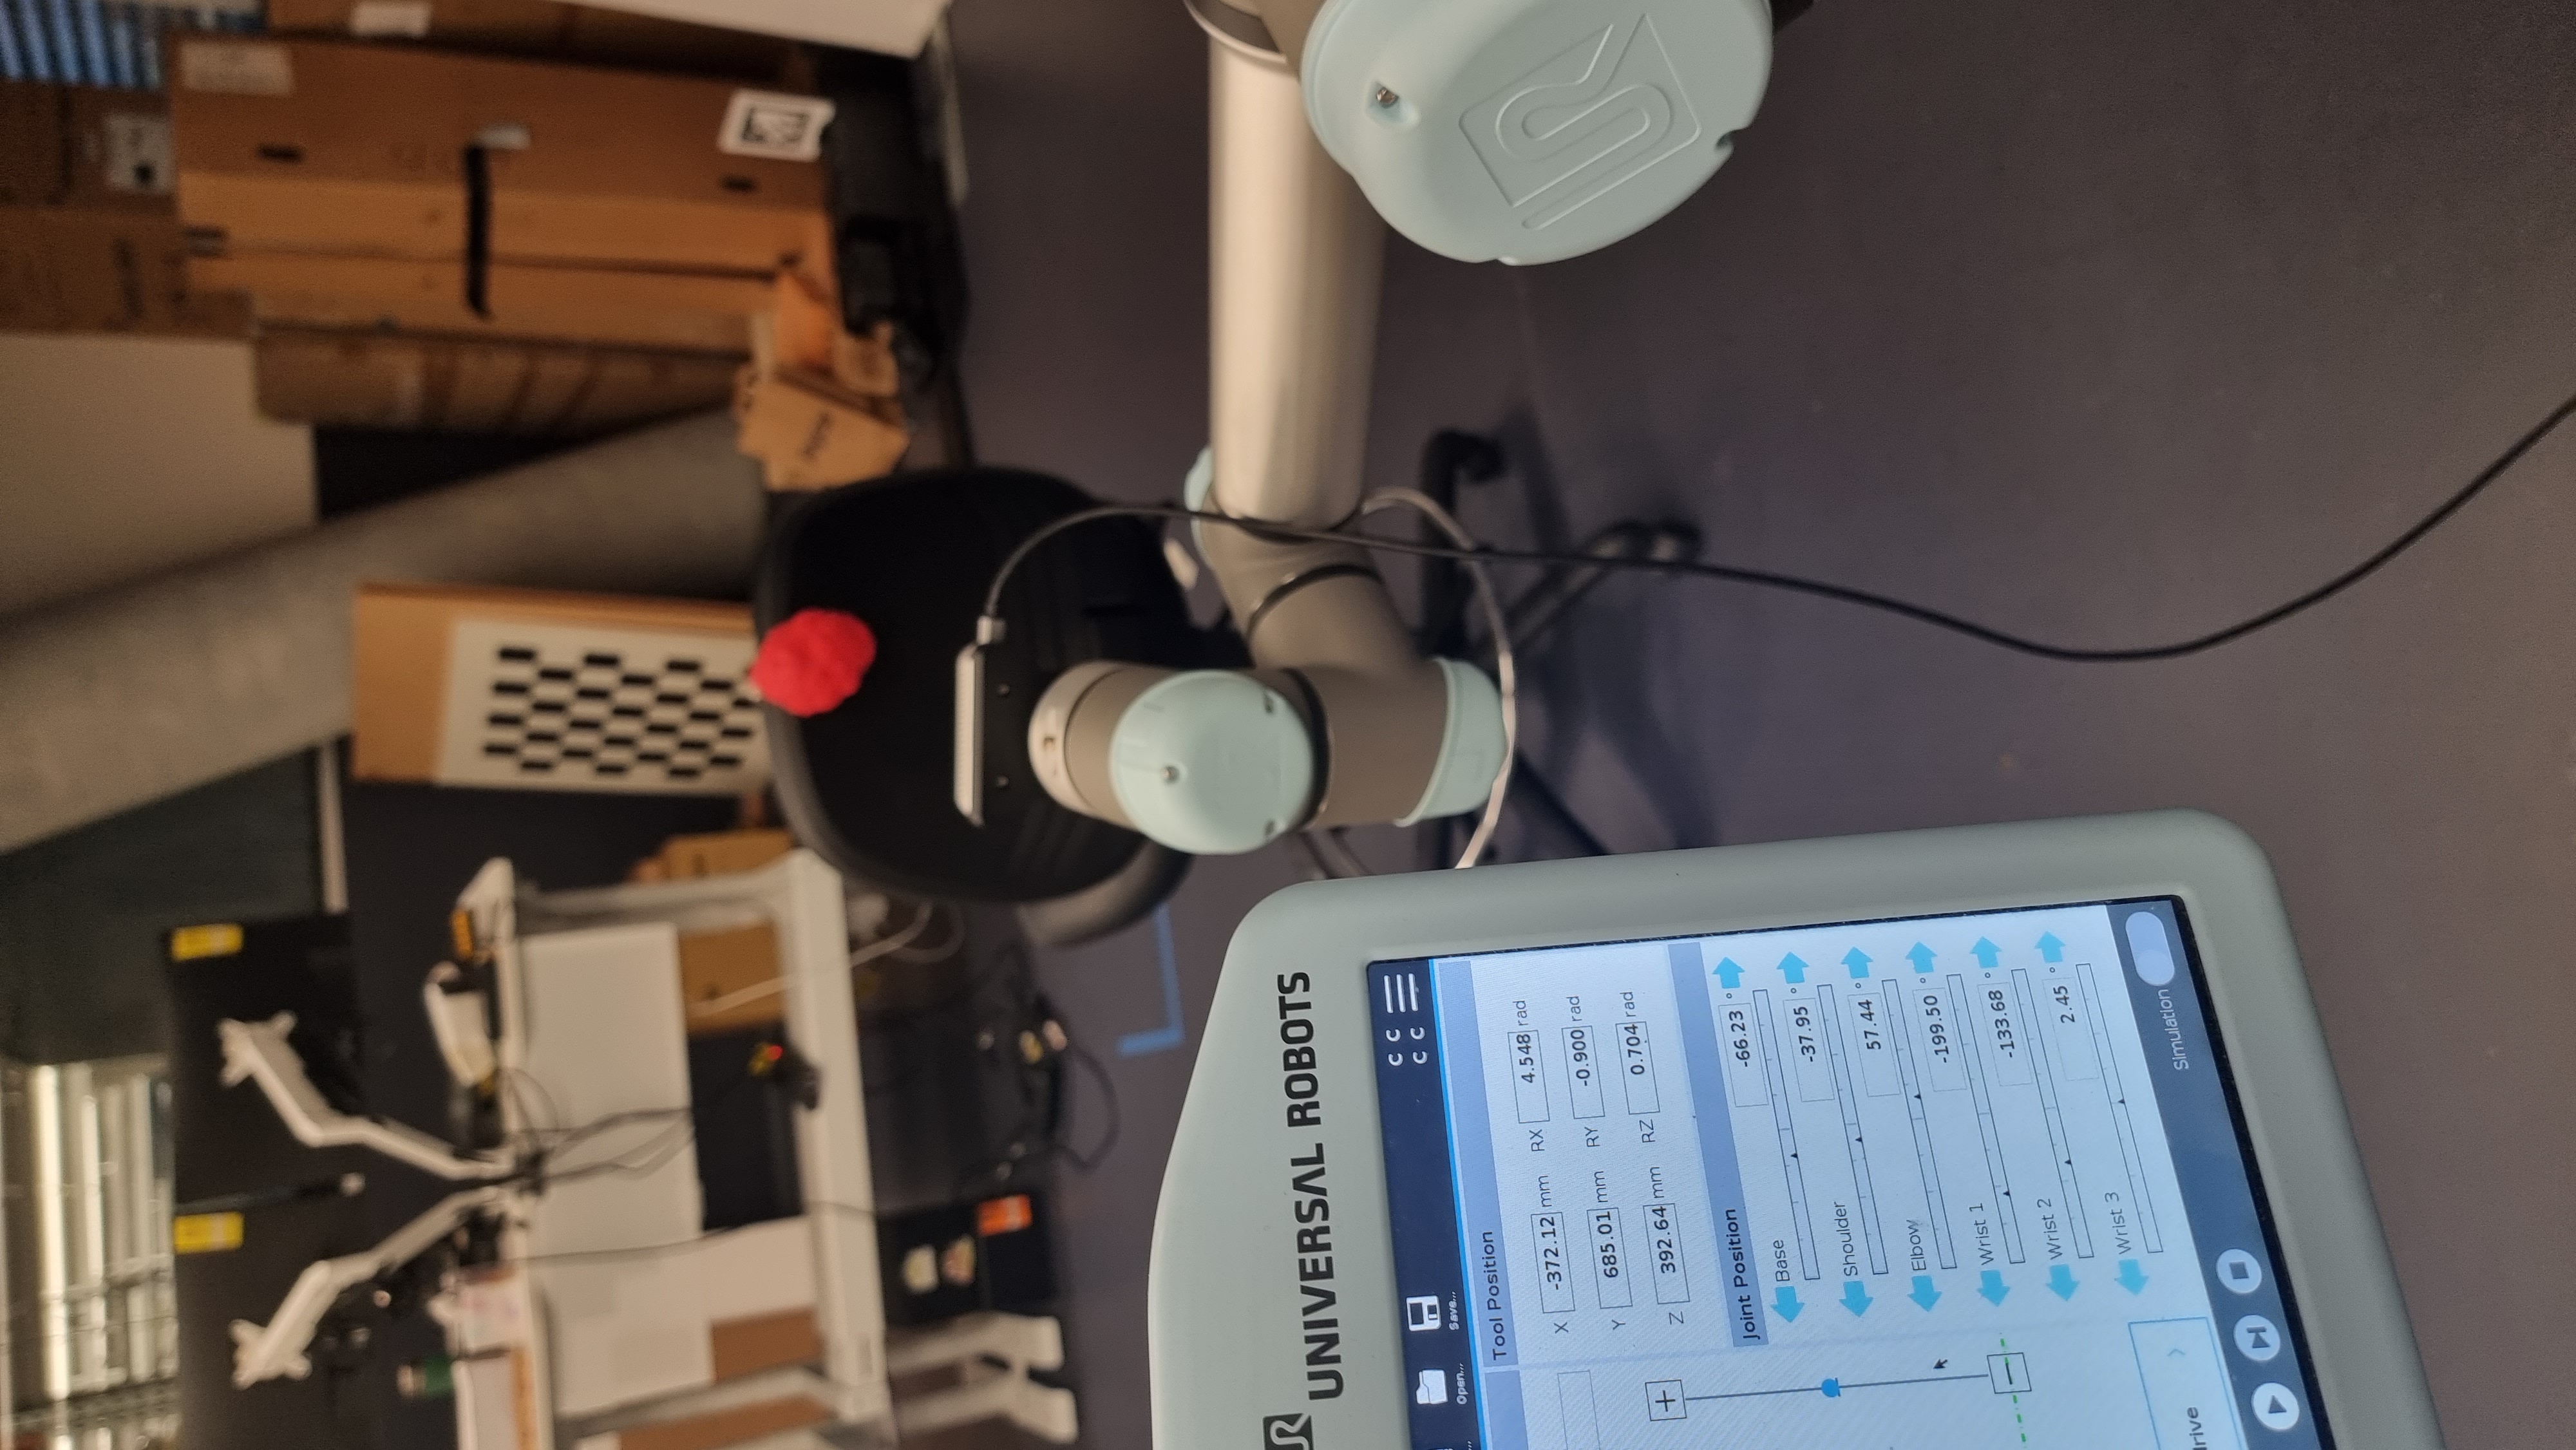 UNIVERSAL ROBOTS
Open... Save... C C
C C
Tool Position
X -372.12 mm RX 4.548 rad
Y 685.01 mm RY -0.900 rad
Z 392.64 mm RZ 0.704 rad
Joint Position
Base -66.23 °
Shoulder -37.95 °
Elbow 57.44 °
Wrist 1 -199.50 °
Wrist 2 -133.68 °
Wrist 3 2.45 °
Simulation